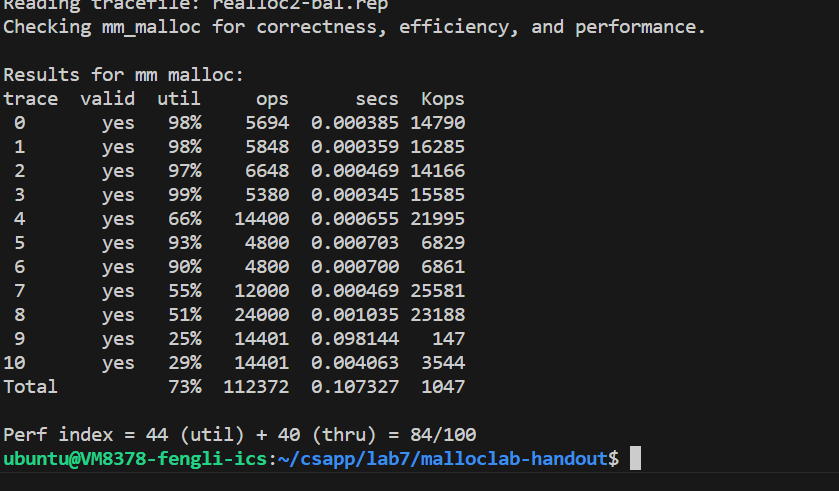 Reading tracefile: realloc2-bal.rep
Checking mm_malloc for correctness, efficiency, and performance.
Results for mm malloc:
trace valid util ops secs Kops
0 yes 98% 5694 0.000385 14790
1 yes 98% 5848 0.000359 16285
2 yes 97% 6648 0.000469 14166
3 yes 99% 5380 0.000345 15585
4 yes 66% 14400 0.000655 21995
5 yes 93% 4800 0.000703 6829
6 yes 90% 4800 0.000700 6861
7 yes 55% 12000 0.000469 25581
8 yes 51% 24000 0.001035 23188
9 yes 25% 14401 0.098144 147
10 yes 29% 14401 0.004063 3544
Total 73% 112372 0.107327 1047
Perf index = 44 (util) + 40 (thru) = 84/100
ubuntu@VM8378-fengli-ics:~/csapp/lab7/malloclab-handout$